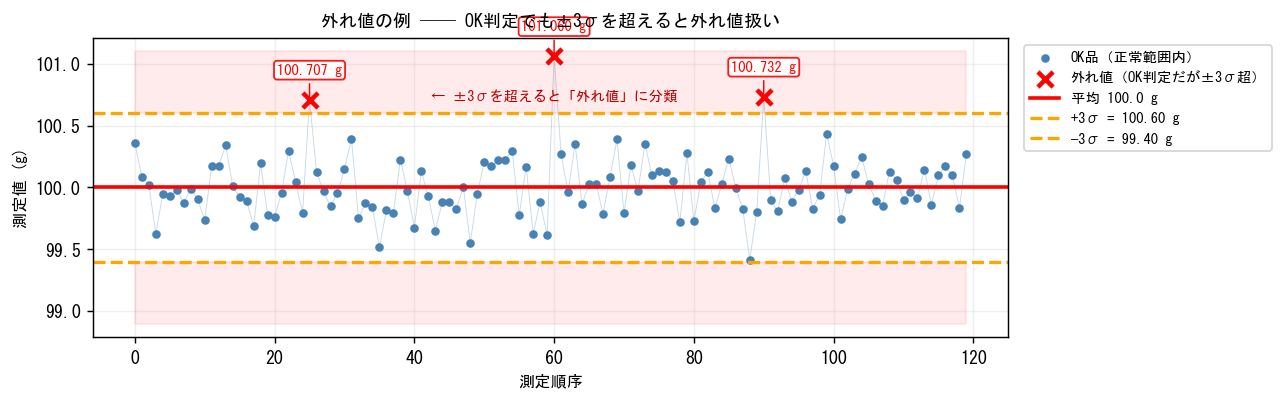 外れ値の例 ―― OK判定でも±3σを超えると外れ値扱い
101.060 g
100.707 g
100.732 g
← ±3σを超えると「外れ値」に分類
測定値 (g)
101.0
100.5
100.0
99.5
99.0
0
20
40
60
80
100
120
測定順序
OK品 (正常範囲内)
外れ値 (OK判定だが±3σ超)
平均 100.0 g
+3σ = 100.60 g
−3σ = 99.40 g